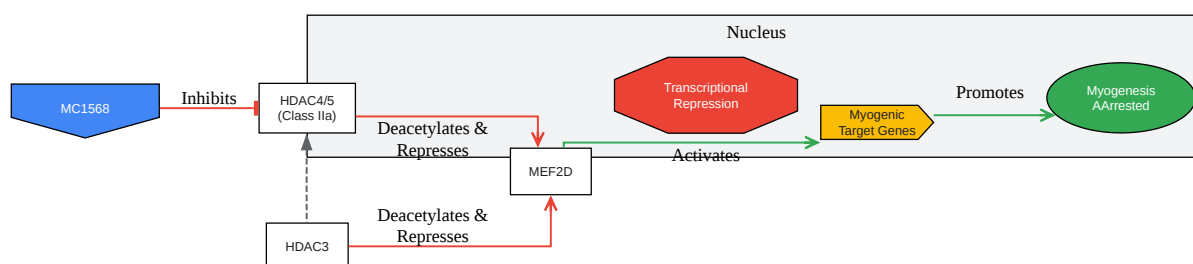 Nucleus
MC1568
Inhibits
HDAC4/5
(Class IIa)
Deacetylates &
Represses
Transcriptional
Repression
Myogenic
Target Genes
Promotes
Myogenesis
AArrested
Activates
MEF2D
Deacetylates &
Represses
HDAC3